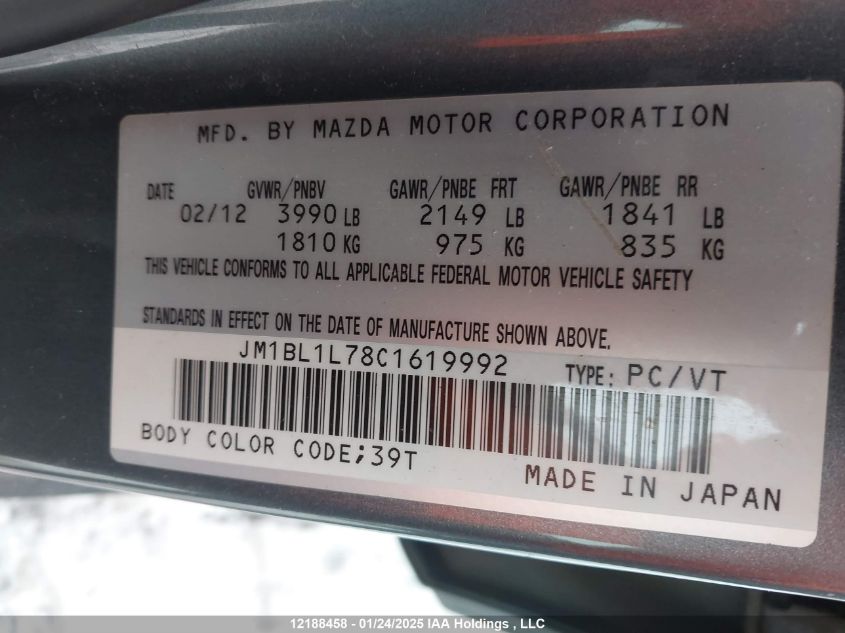 MFD. BY MAZDA MOTOR CORPORATION
DATE GVWR/PNBV GAWR/PNBE FRT GAWR/PNBE RR
02/12 3990 LB 2149 LB 1841 LB
1810 KG 975 KG 835 KG
THIS VEHICLE CONFORMS TO ALL APPLICABLE FEDERAL MOTOR VEHICLE SAFETY
STANDARDS IN EFFECT ON THE DATE OF MANUFACTURE SHOWN ABOVE.
JM1BL1L78C1619992 TYPE: PC/VT
BODY COLOR CODE;39T
MADE IN JAPAN
12188458 - 01/24/2025 IAA Holdings , LLC